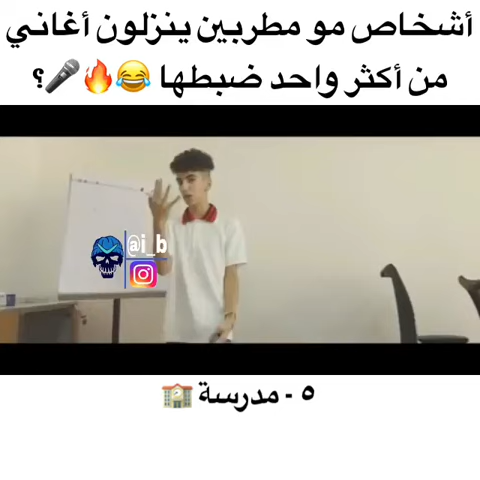 أشخاص مو مطربين ينزلون أغاني
من أكثر واحد ضبطها 😂🔥🎤؟
@i_b
٥ - مدرسة 🏫